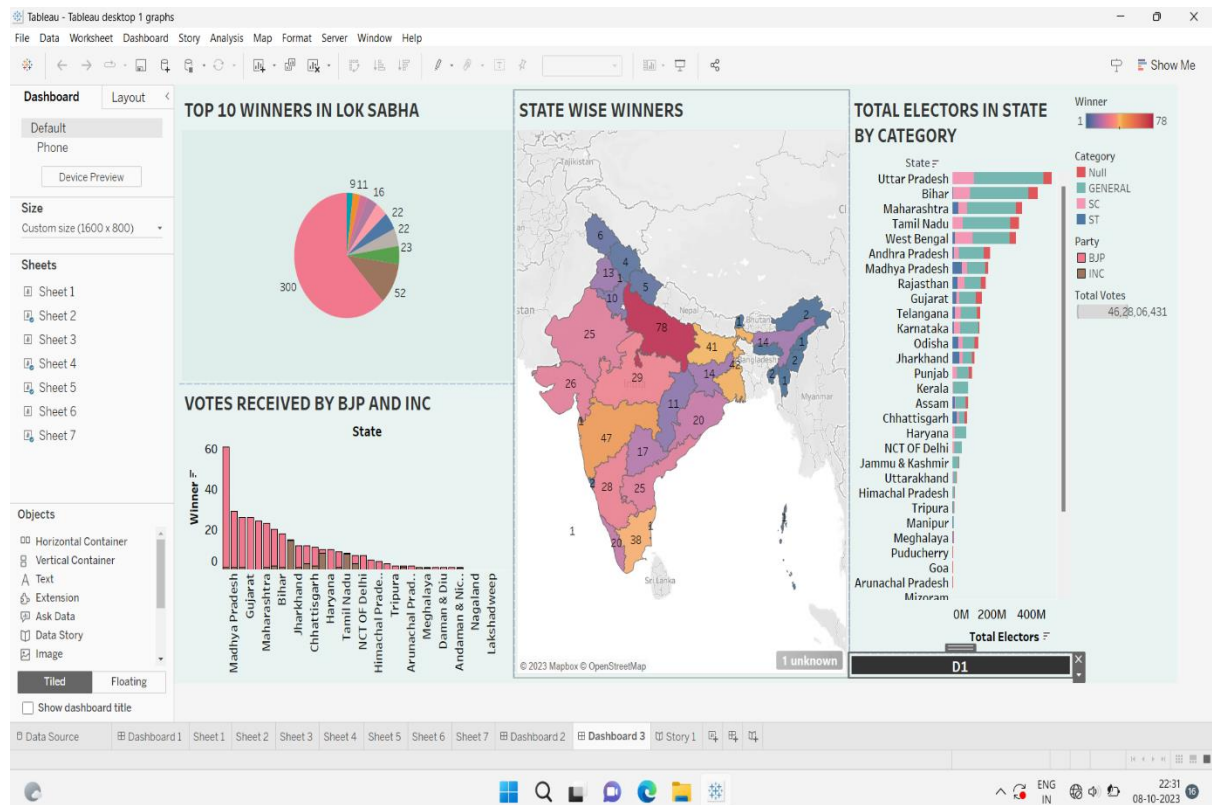 Tableau - Tableau desktop 1 graphs
File Data Worksheet Dashboard Story Analysis Map Format Server Window Help
Show Me
Dashboard Layout
Default
Phone
Device Preview
Size
Custom size (1600 x 800)
Sheets
Sheet 1
Sheet 2
Sheet 3
Sheet 4
Sheet 5
Sheet 6
Sheet 7
Objects
Horizontal Container
Vertical Container
Text
Extension
Ask Data
Data Story
Image
Tiled Floating
Show dashboard title
TOP 10 WINNERS IN LOK SABHA
9 11
16
22
22
23
52
300
VOTES RECEIVED BY BJP AND INC
State
Winner
60
40
20
0
Madhya Pradesh
Gujarat
Maharashtra
Bihar
Jharkhand
Chhattisgarh
Haryana
Tamil Nadu
NCT OF Delhi
Himachal Prade..
Tripura
Arunachal Prad..
Meghalaya
Daman & Diu
Andaman & Nic..
Nagaland
Lakshadweep
STATE WISE WINNERS
Tajikistan
6
4
13
1
5
10
stan
Nepal
Bhutan
1
2
25
78
41
14
1
Bangladesh
2
42
26
29
14
2
1
Myanmar
11
20
1
47
17
2
28
25
1
1
20
38
Sri Lanka
© 2023 Mapbox © OpenStreetMap
1 unknown
TOTAL ELECTORS IN STATE
BY CATEGORY
State
Uttar Pradesh
Bihar
Maharashtra
Tamil Nadu
West Bengal
Andhra Pradesh
Madhya Pradesh
Rajasthan
Gujarat
Telangana
Karnataka
Odisha
Jharkhand
Punjab
Kerala
Assam
Chhattisgarh
Haryana
NCT OF Delhi
Jammu & Kashmir
Uttarakhand
Himachal Pradesh
Tripura
Manipur
Meghalaya
Puducherry
Goa
Arunachal Pradesh
Mizoram
0M 200M 400M
Total Electors
D1
Winner
1 78
Category
Null
GENERAL
SC
ST
Party
BJP
INC
Total Votes
46,28,06,431
Data Source Dashboard 1 Sheet 1 Sheet 2 Sheet 3 Sheet 4 Sheet 5 Sheet 6 Sheet 7 Dashboard 2 Dashboard 3 Story 1
ENG
IN
22:31
08-10-2023
16